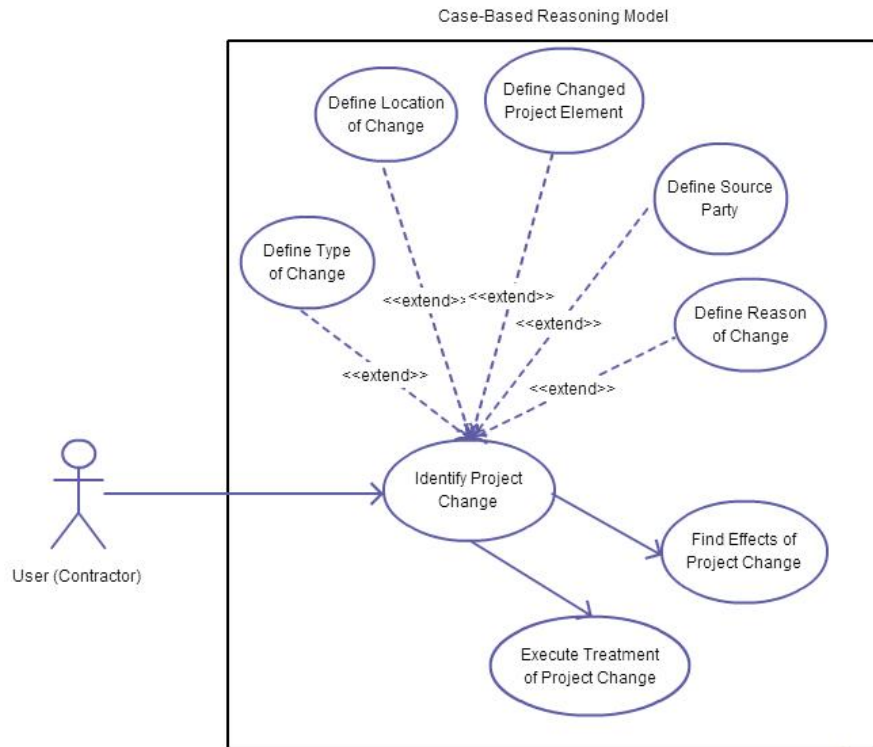 Case-Based Reasoning Model
Define Location
of Change
Define Changed
Project Element
Define Source
Party
Define Type
of Change
Define Reason
of Change
<<extend>>
<<extend>>
<<extend>>
<<extend>>
<<extend>>
Identify Project
Change
User (Contractor)
Find Effects of
Project Change
Execute Treatment
of Project Change